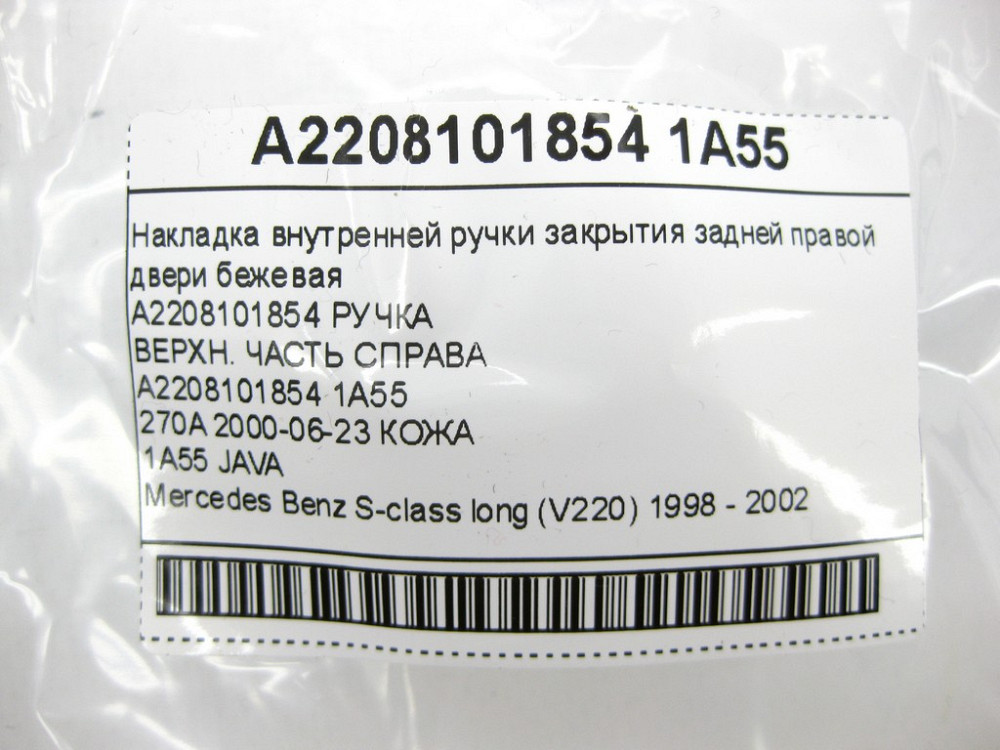 A2208101854 1A55
Накладка внутренней ручки закрытия задней правой
двери бежевая
A2208101854 РУЧКА
ВЕРХН. ЧАСТЬ СПРАВА
A2208101854 1A55
270A 2000-06-23 КОЖА
1A55 JAVA
Mercedes Benz S-class long (V220) 1998 - 2002